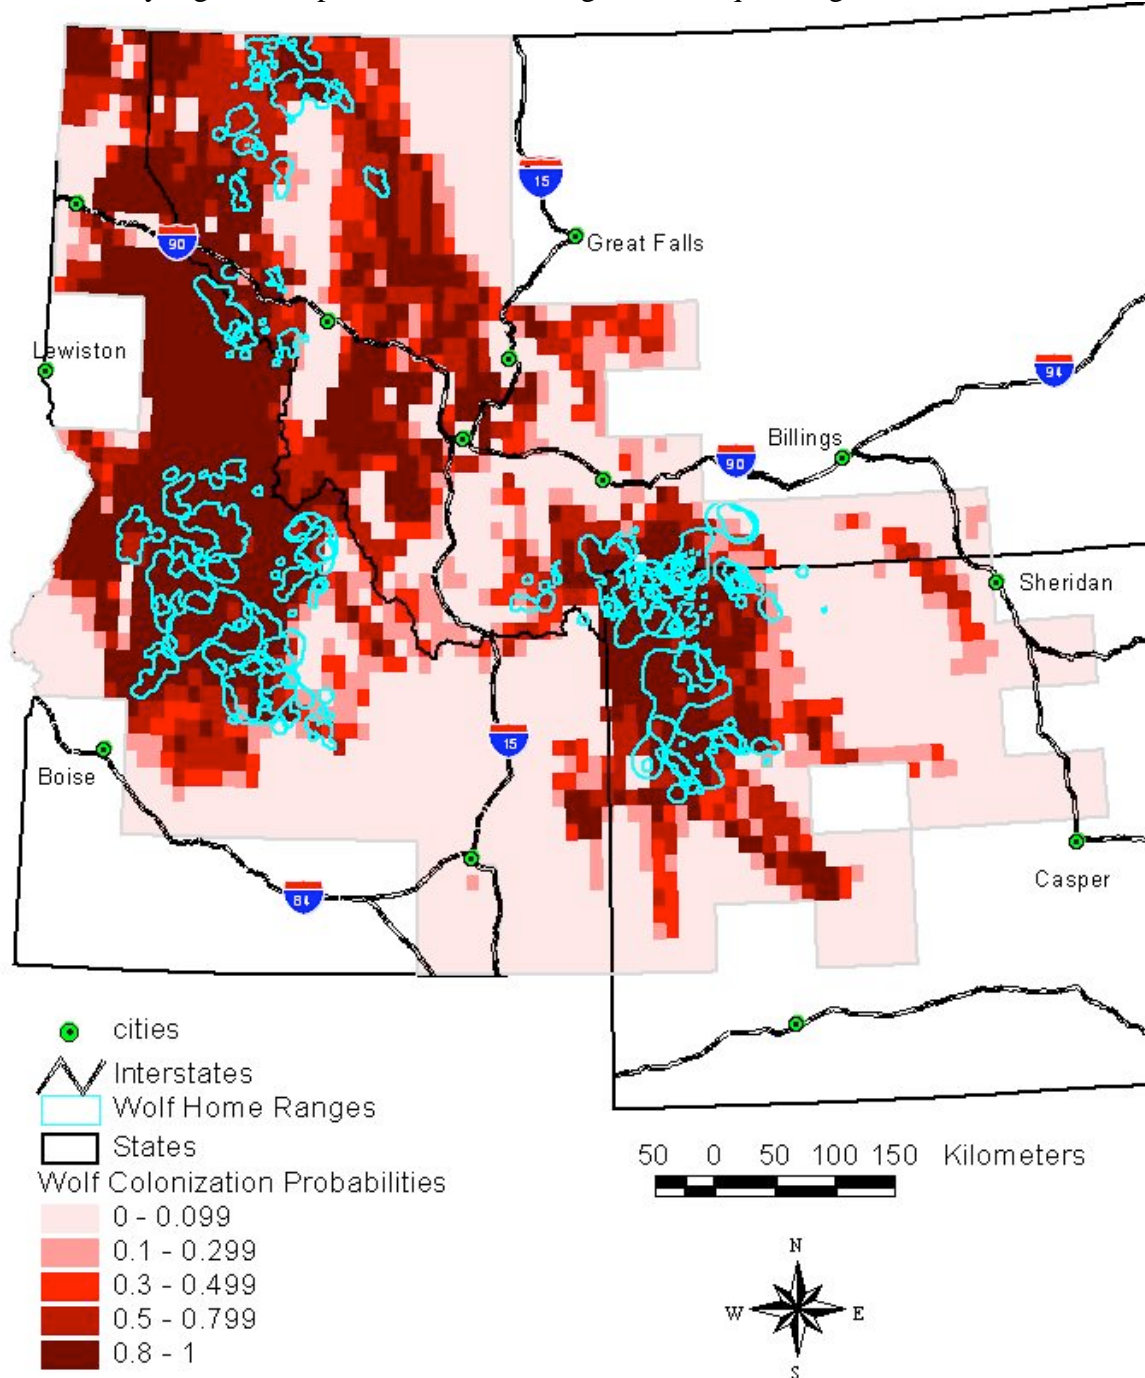 15
Great Falls
90
Lewiston
94
Billings
90
Sheridan
15
Boise
84
Casper
cities
Interstates
Wolf Home Ranges
States
Wolf Colonization Probabilities
0 - 0.099
0.1 - 0.299
0.3 - 0.499
0.5 - 0.799
0.8 - 1
50 0 50 100 150 Kilometers
N
W E
S